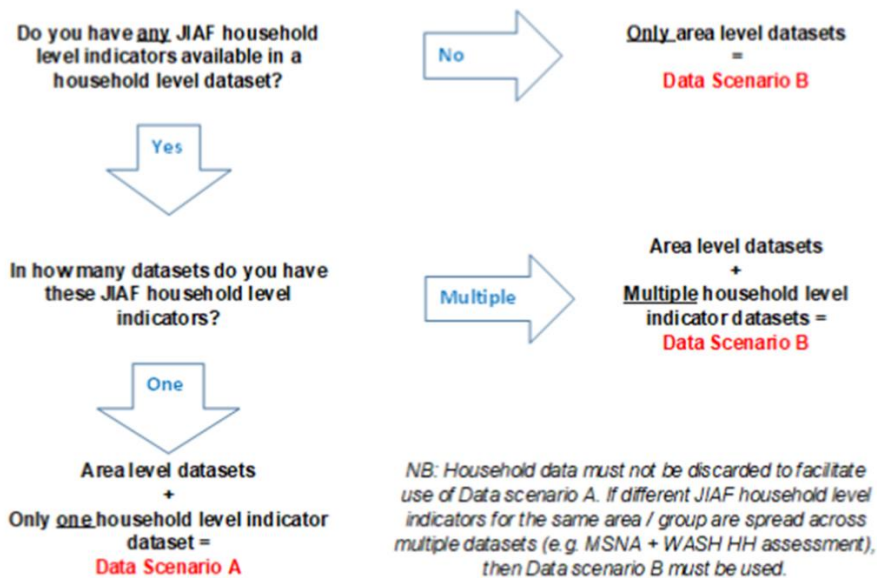 Do you have any JIAF household
level indicators available in a
household level dataset?
No
Only area level datasets
=
Data Scenario B
Yes
In how many datasets do you have
these JIAF household level
indicators?
Multiple
Area level datasets
+
Multiple household level
indicator datasets =
Data Scenario B
One
Area level datasets
+
Only one household level indicator
dataset =
Data Scenario A
NB: Household data must not be discarded to facilitate
use of Data scenario A. If different JIAF household level
indicators for the same area / group are spread across
multiple datasets (e.g. MSNA + WASH HH assessment),
then Data scenario B must be used.